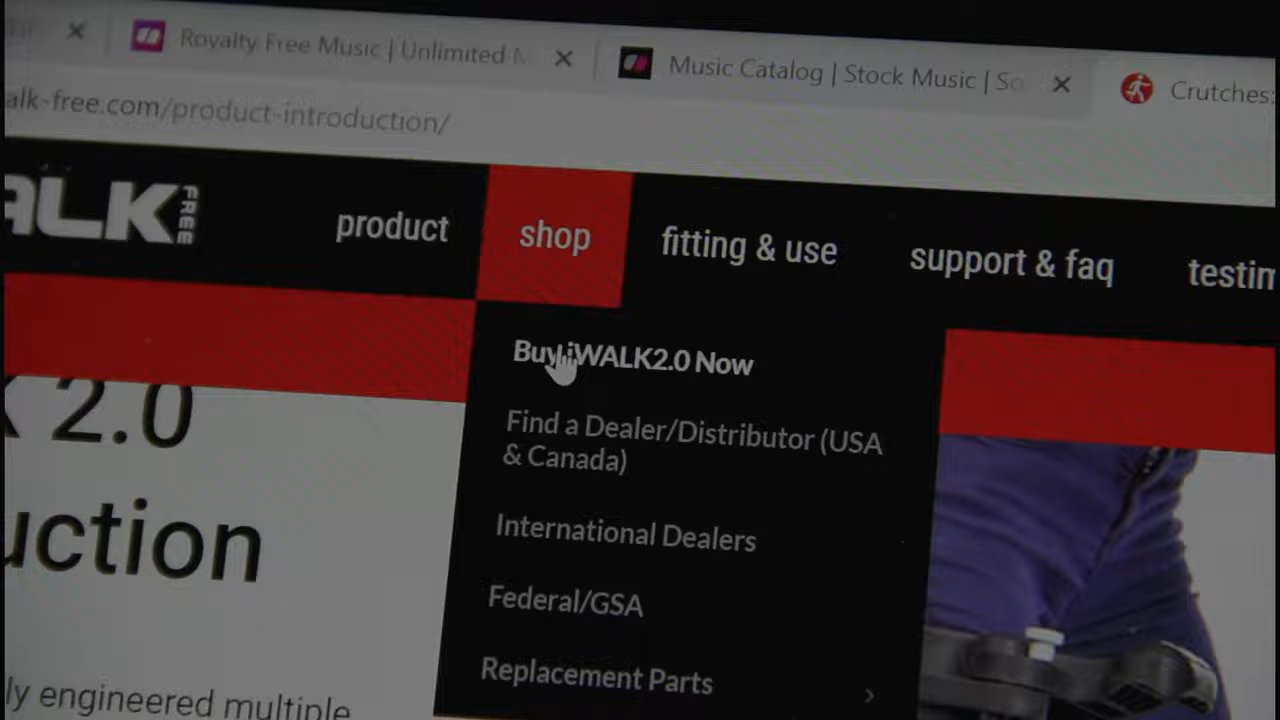 Royalty Free Music | Unlimited M
Music Catalog | Stock Music | So
Crutches:
alk-free.com/product-introduction/
ALK FREE
product
shop
fitting & use
support & faq
testim
Buy iWALK2.0 Now
Find a Dealer/Distributor (USA
& Canada)
International Dealers
Federal/GSA
Replacement Parts
K 2.0
uction
ly engineered multiple